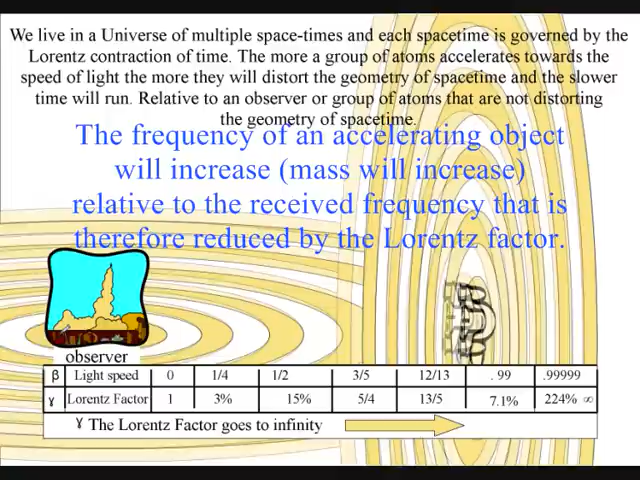 We live in a Universe of multiple space-times and each spacetime is governed by the
Lorentz contraction of time. The more a group of atoms accelerates towards the
speed of light the more they will distort the geometry of spacetime and the slower
time will run. Relative to an observer or group of atoms that are not distorting
the geometry of spacetime.
The frequency of an accelerating object
will increase (mass will increase)
relative to the received frequency that is
therefore reduced by the Lorentz factor.
observer
β Light speed 0 1/4 1/2 3/5 12/13 .99 .99999
γ Lorentz Factor 1 3% 15% 5/4 13/5 7.1% 224% ∞
γ The Lorentz Factor goes to infinity